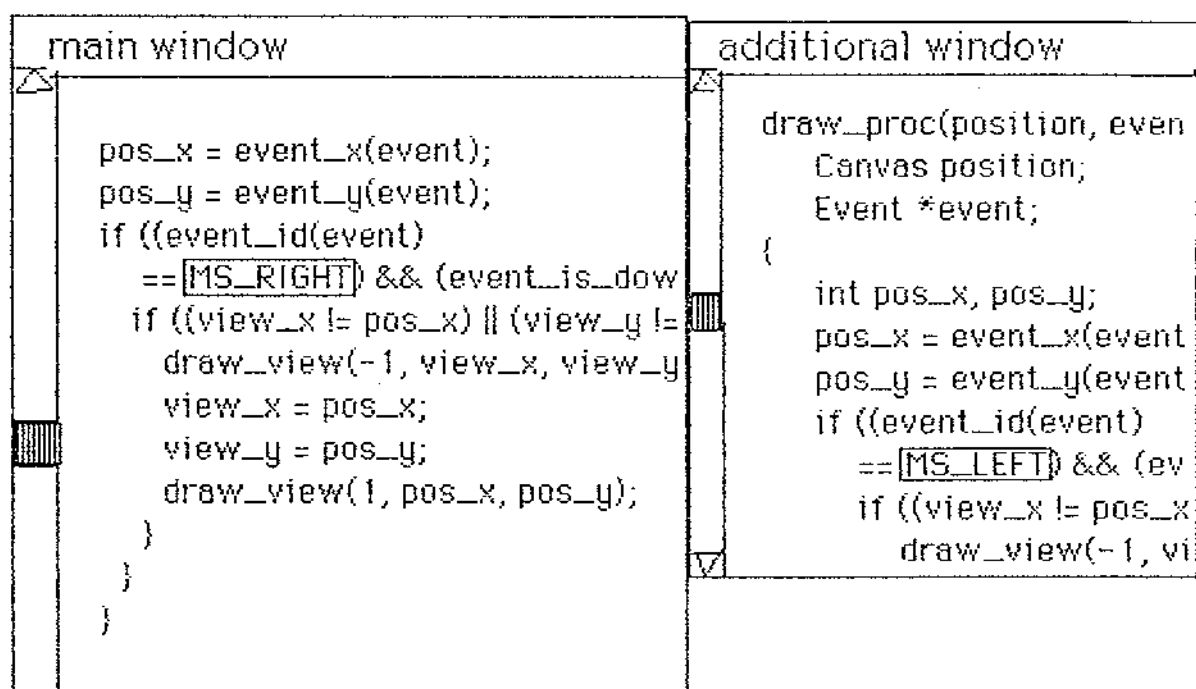 main window
pos_x = event_x(event);
pos_y = event_y(event);
if ((event_id(event)
== MS_RIGHT) && (event_is_dow
if ((view_x != pos_x) || (view_y !=
draw_view(-1, view_x, view_y
view_x = pos_x;
view_y = pos_y;
draw_view(1, pos_x, pos_y);
}
}
}
additional window
draw_proc(position, even
Canvas position;
Event *event;
{
int pos_x, pos_y;
pos_x = event_x(event
pos_y = event_y(event
if ((event_id(event)
== MS_LEFT) && (ev
if ((view_x != pos_x
draw_view(-1, vi